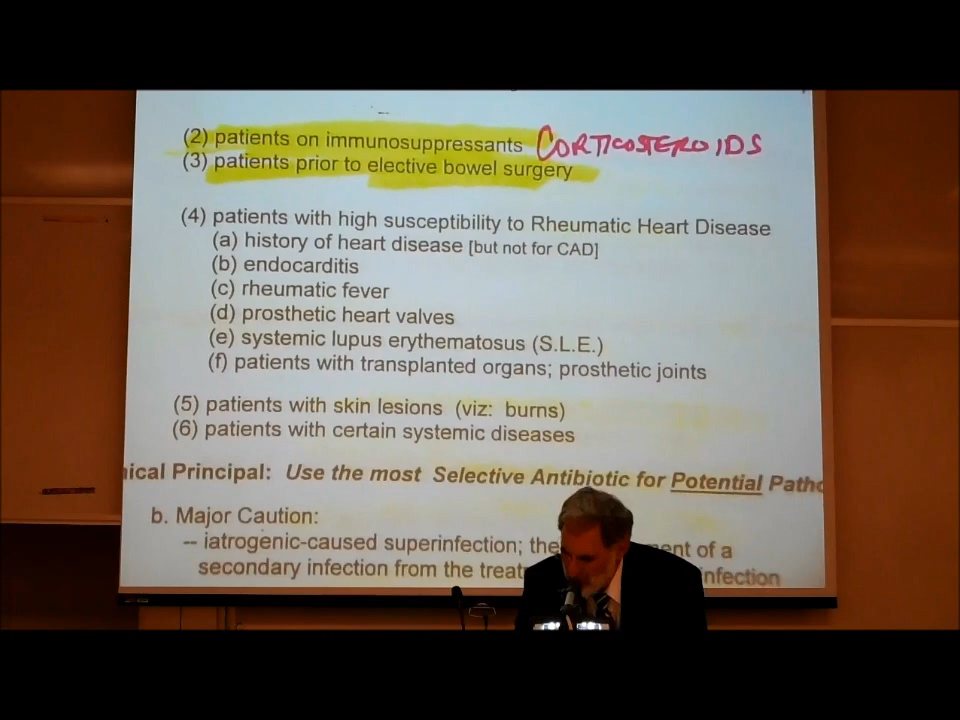 (2) patients on immunosuppressants CORTICOSTEROIDS
(3) patients prior to elective bowel surgery
(4) patients with high susceptibility to Rheumatic Heart Disease
(a) history of heart disease [but not for CAD]
(b) endocarditis
(c) rheumatic fever
(d) prosthetic heart valves
(e) systemic lupus erythematosus (S.L.E.)
(f) patients with transplanted organs; prosthetic joints
(5) patients with skin lesions (viz: burns)
(6) patients with certain systemic diseases
Principal: Use the most Selective Antibiotic for Potential
b. Major Caution:
-- iatrogenic-caused superinfection; of a
secondary infection from the infection